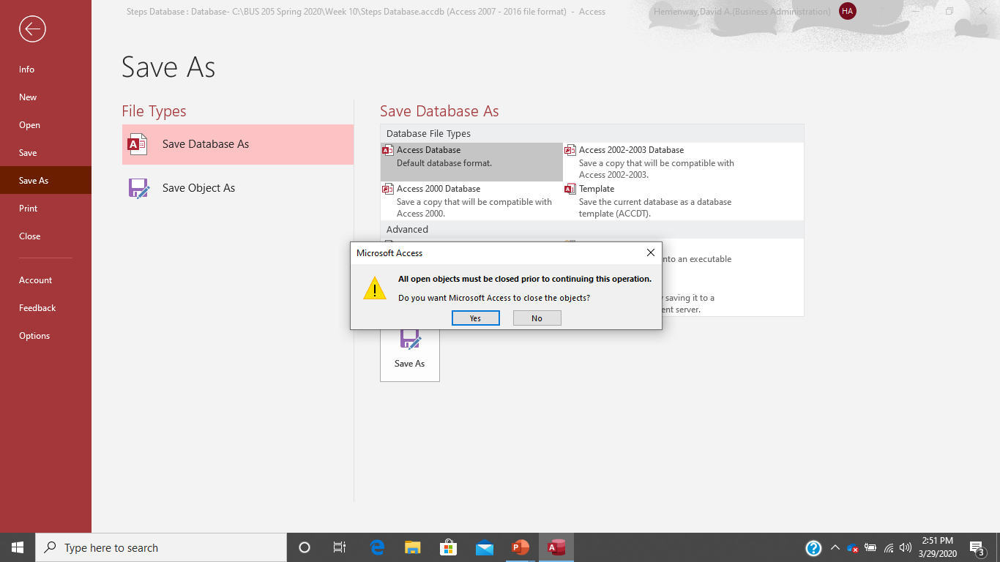 Steps Database : Database- C:\BUS 205 Spring 2020\Week 10\Steps Database.accdb (Access 2007 - 2016 file format)  -  Access
Hemenway,David A.(Business Administration)
HA
Info
New
Open
Save
Save As
Print
Close
Account
Feedback
Options
Save As
File Types
Save Database As
Save Object As
Save Database As
Database File Types
Access Database
Default database format.
Access 2002-2003 Database
Save a copy that will be compatible with
Access 2002-2003.
Access 2000 Database
Save a copy that will be compatible with
Access 2000.
Template
Save the current database as a database
template (ACCDT).
Advanced
nto an executable
saving it to a
ent server.
Microsoft Access
All open objects must be closed prior to continuing this operation.
Do you want Microsoft Access to close the objects?
Yes
No
Save As
Type here to search
2:51 PM
3/29/2020
3